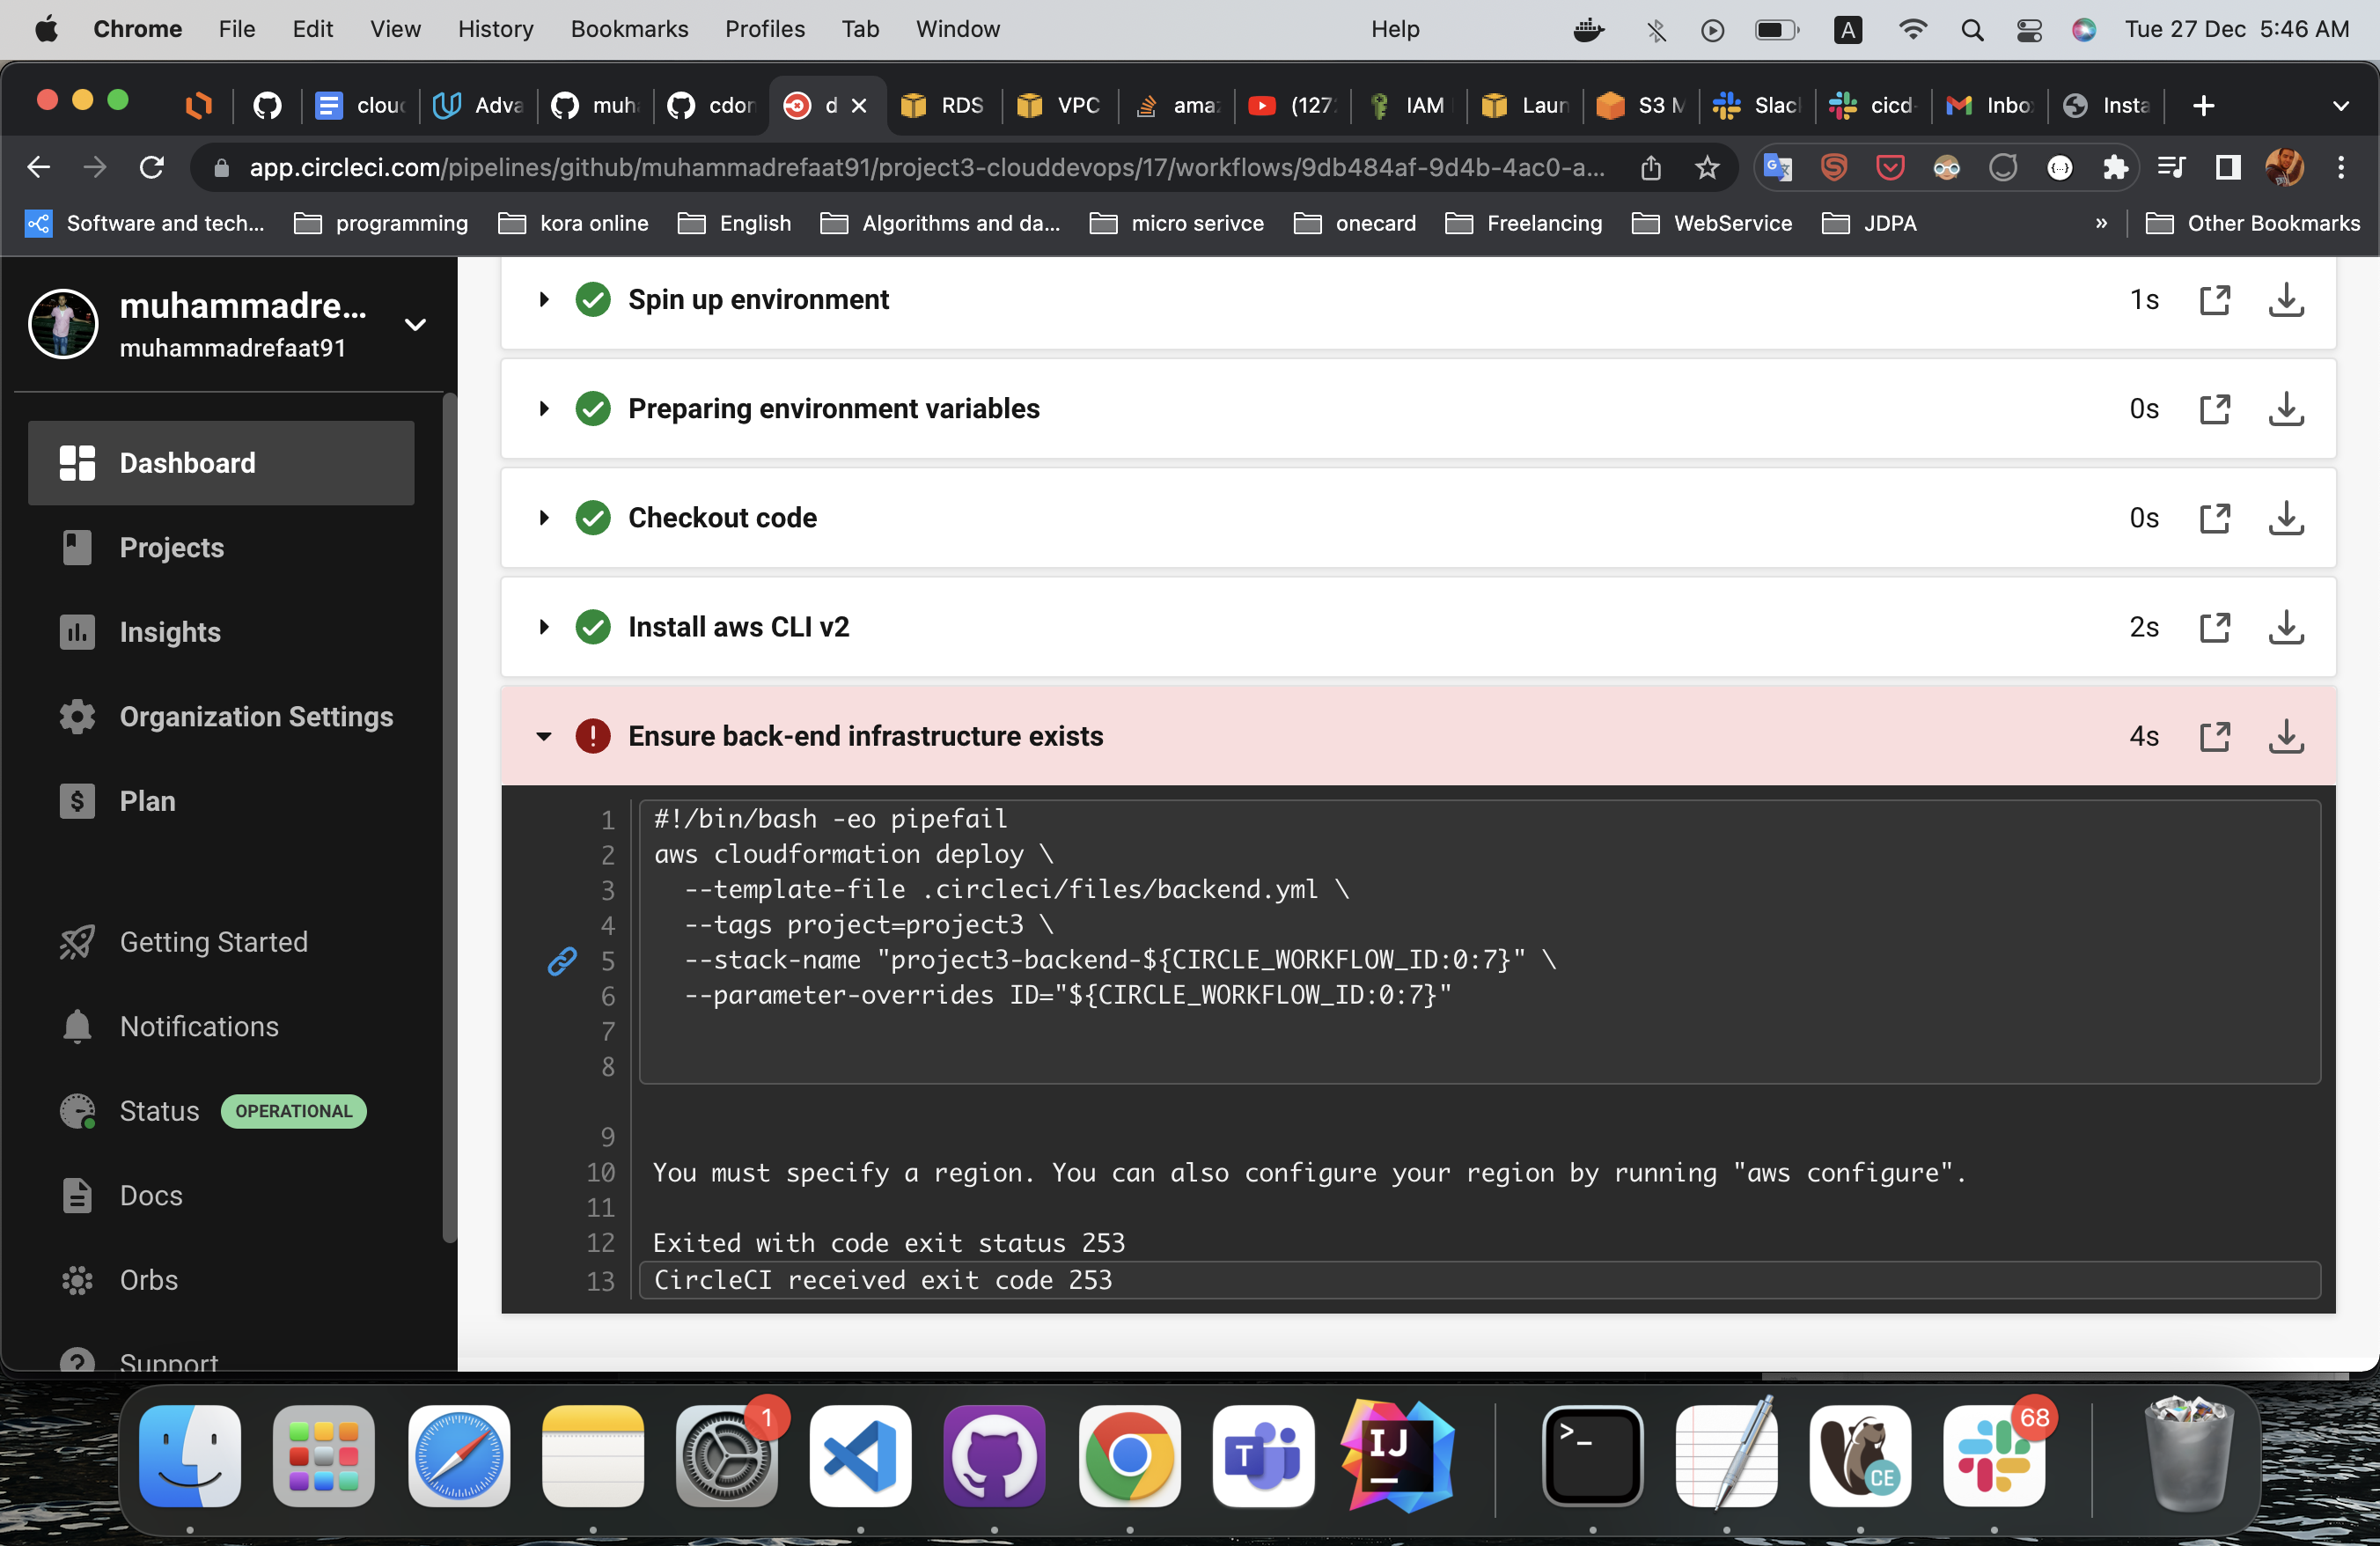 Chrome File Edit View History Bookmarks Profiles Tab Window Help A Tue 27 Dec 5:46 AM
clou Adva muh cdor d RDS VPC ama (127 IAM Laun S3 M Slac cicd- Inbo Insta
app.circleci.com/pipelines/github/muhammadrefaat91/project3-clouddevops/17/workflows/9db484af-9d4b-4ac0-a...
Software and tech... programming kora online English Algorithms and da... micro serivce onecard Freelancing WebService JDPA » Other Bookmarks
muhammadre...
muhammadrefaat91
Dashboard
Projects
Insights
Organization Settings
Plan
Getting Started
Notifications
Status OPERATIONAL
Docs
Orbs
Support
Spin up environment 1s
Preparing environment variables 0s
Checkout code 0s
Install aws CLI v2 2s
Ensure back-end infrastructure exists 4s
1 #!/bin/bash -eo pipefail
2 aws cloudformation deploy \
3 --template-file .circleci/files/backend.yml \
4 --tags project=project3 \
5 --stack-name "project3-backend-${CIRCLE_WORKFLOW_ID:0:7}" \
6 --parameter-overrides ID="${CIRCLE_WORKFLOW_ID:0:7}"
7
8
9
10 You must specify a region. You can also configure your region by running "aws configure".
11
12 Exited with code exit status 253
13 CircleCI received exit code 253
1 T IJ >_ CE 68